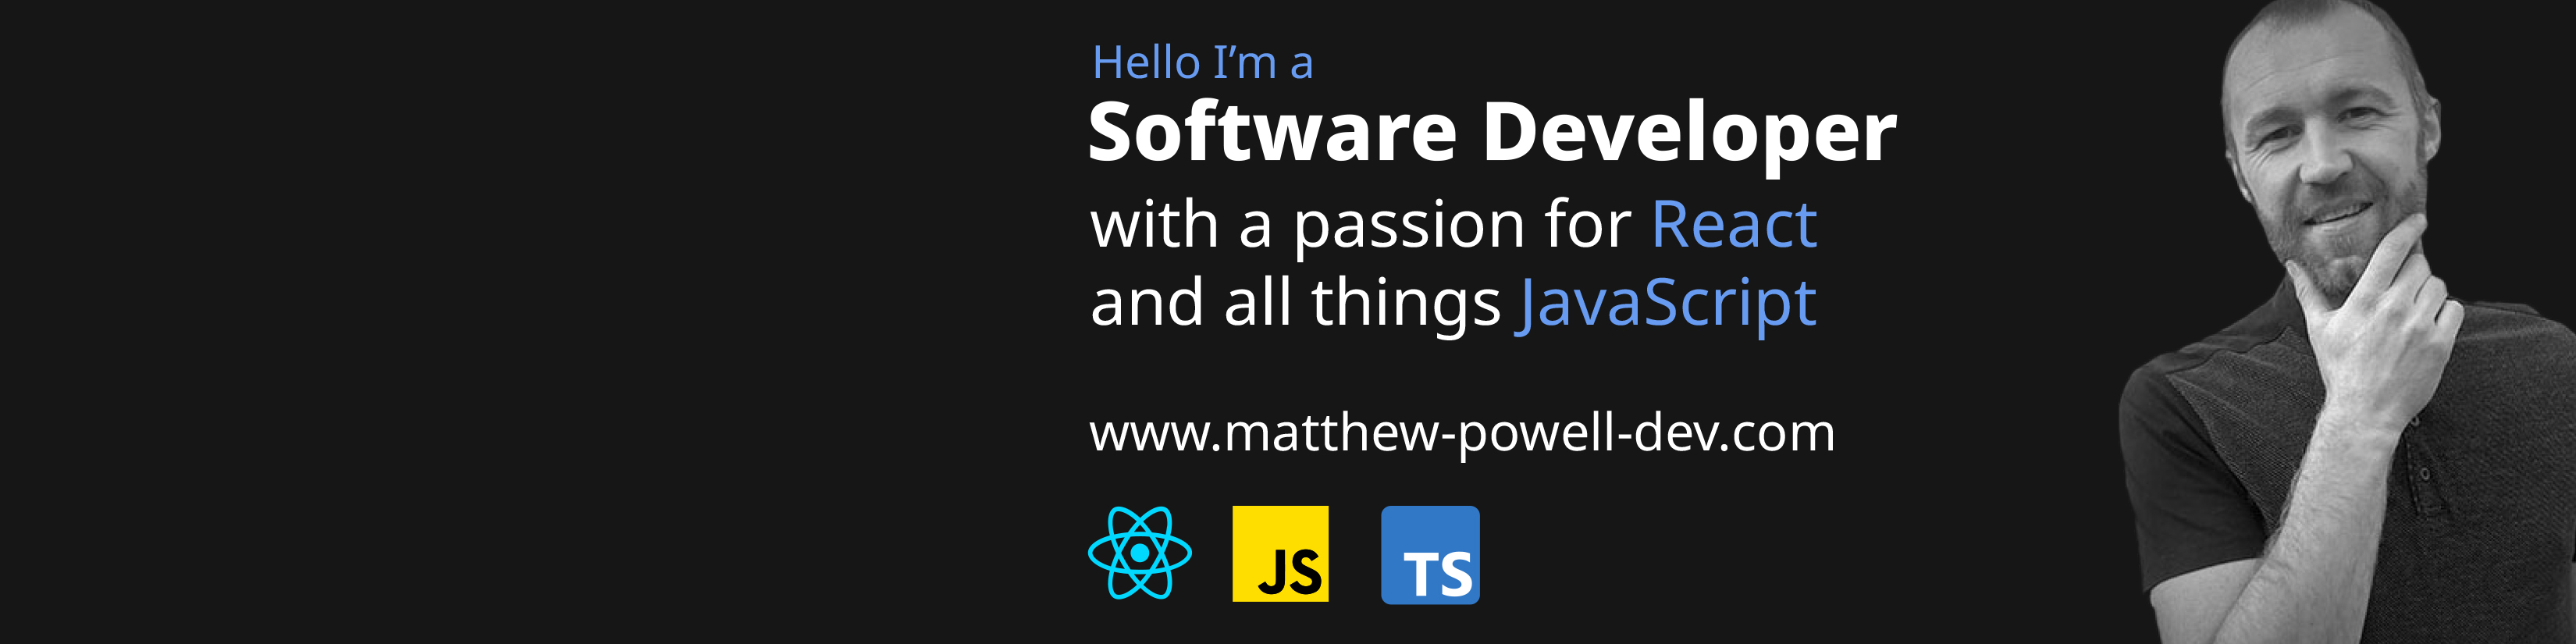 Hello I’m a
Software Developer
with a passion for React
and all things JavaScript
www.matthew-powell-dev.com
JS
TS